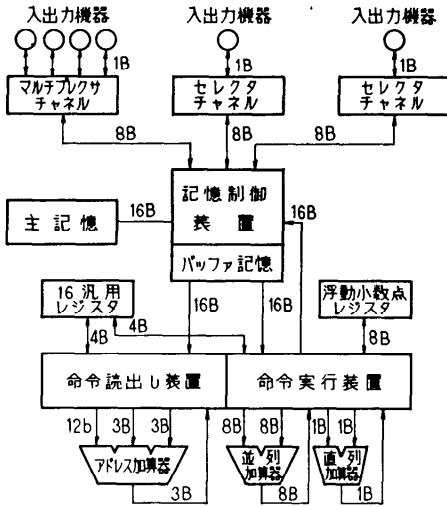 入出力機器 入出力機器 入出力機器
1B 1B 1B
マルチプレクサ
チャネル
セレクタ
チャネル
セレクタ
チャネル
8B 8B 8B
記憶制御
装置
バッファ記憶
主記憶
16B 16B
16汎用
レジスタ
16B 16B
浮動小数点
レジスタ
4B 4B 8B
命令読出し装置 命令実行装置
12b 3B 3B 8B 8B 1B 1B
アドレス加算器
並列
加算器
直列
加算器
3B 8B 1B